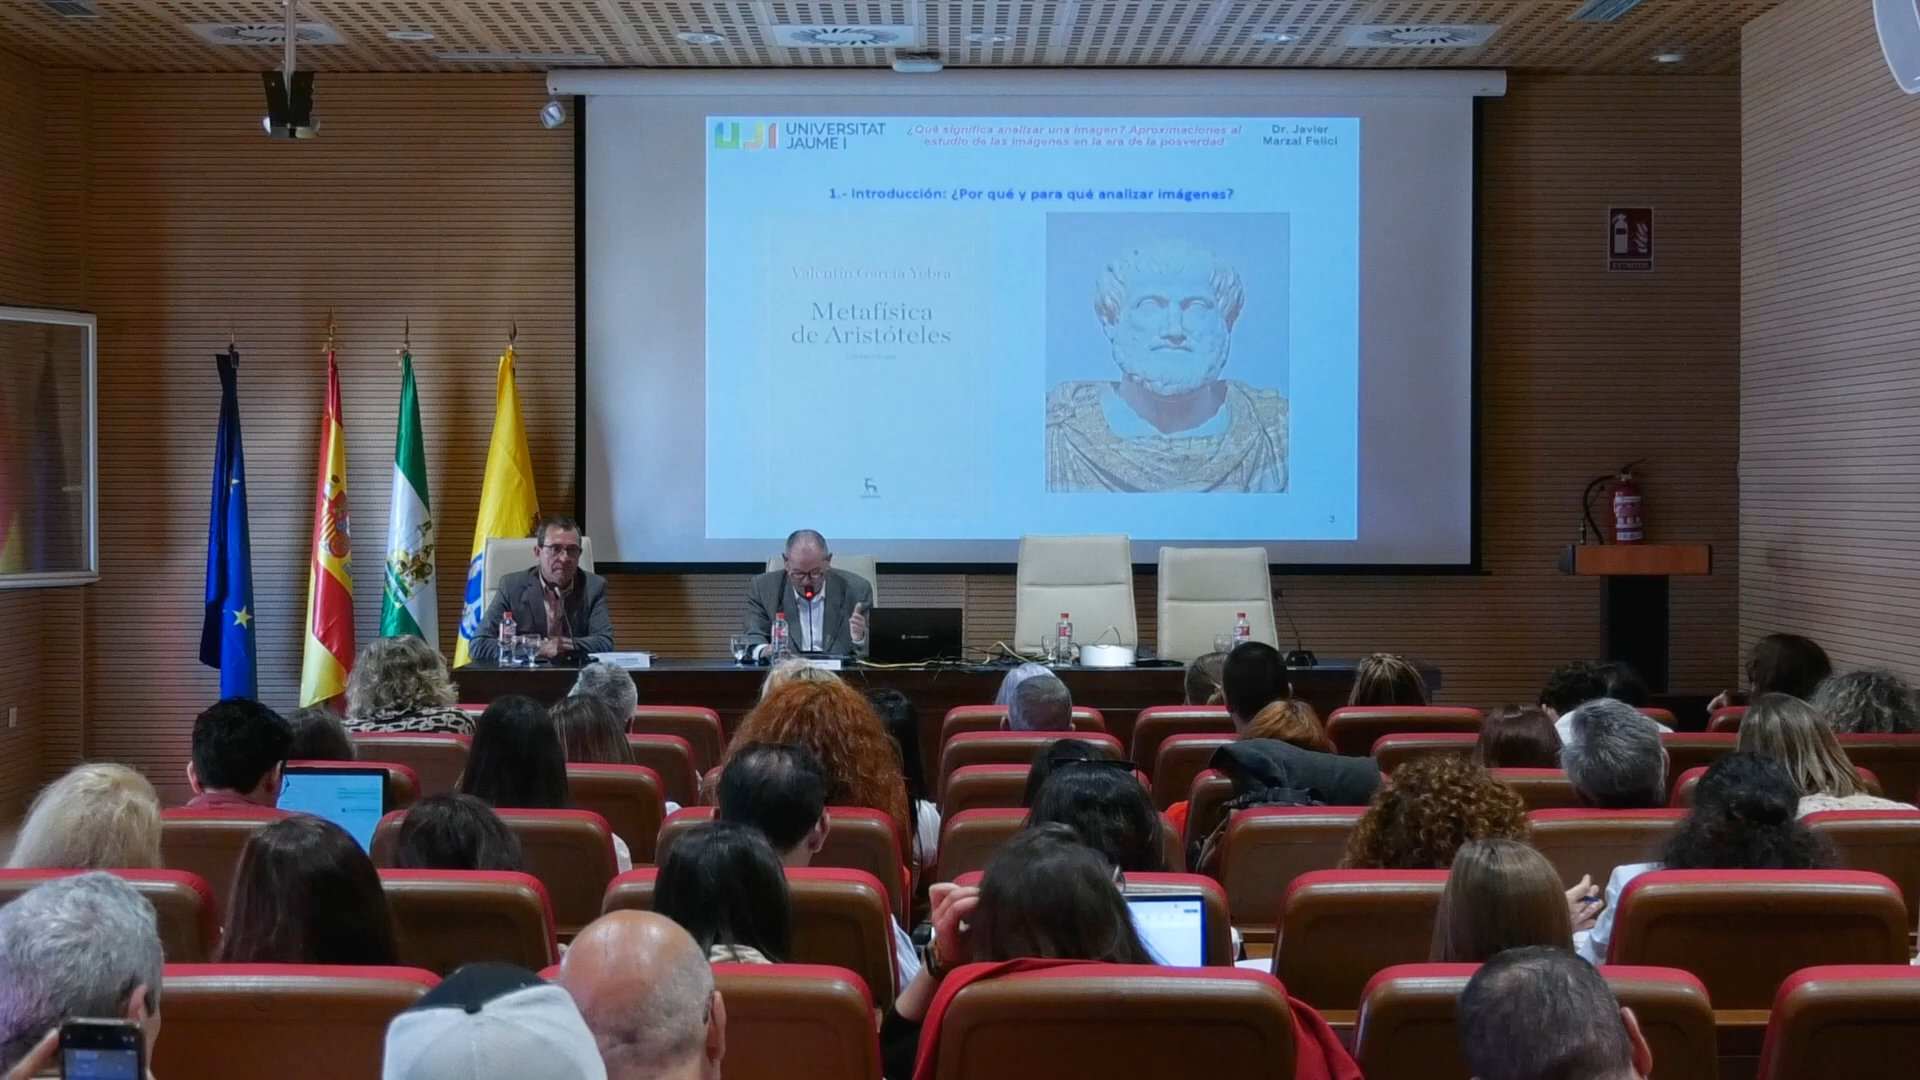 UJI
UNIVERSITAT
JAUME I
¿Qué significa analizar una imagen? Aproximaciones al
estudio de las imágenes en la era de la posverdad
Dr. Javier
Marzal Felici
1.- Introducción: ¿Por qué y para qué analizar imágenes?
Valentín García Yebra
Metafísica
de Aristóteles
3
EXTINTOR